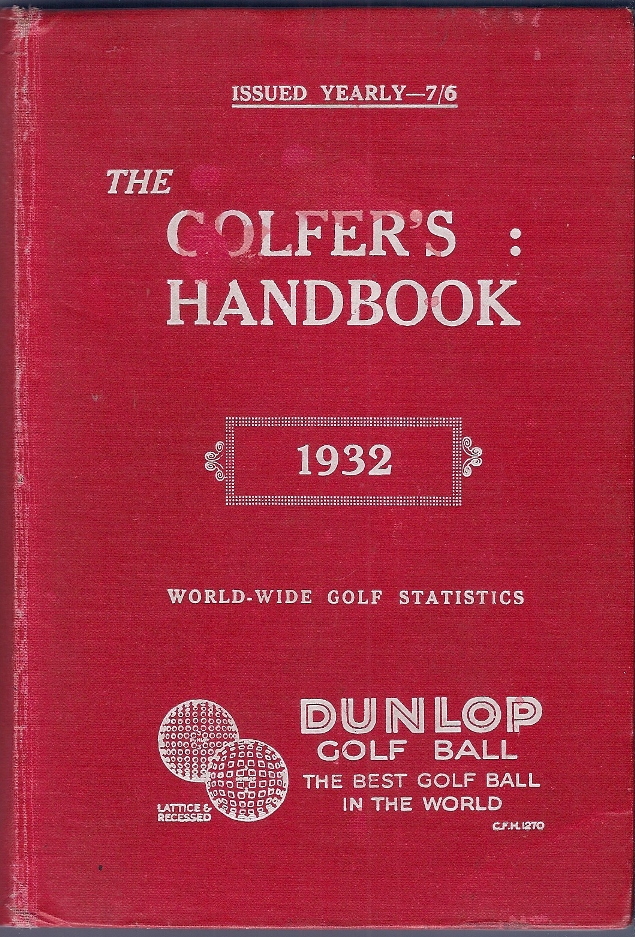 ISSUED YEARLY—7/6
THE
GOLFER'S :
HANDBOOK
1932
WORLD-WIDE GOLF STATISTICS
DUNLOP
GOLF BALL
THE BEST GOLF BALL
IN THE WORLD
LATTICE &
RECESSED
C.F.H.1270